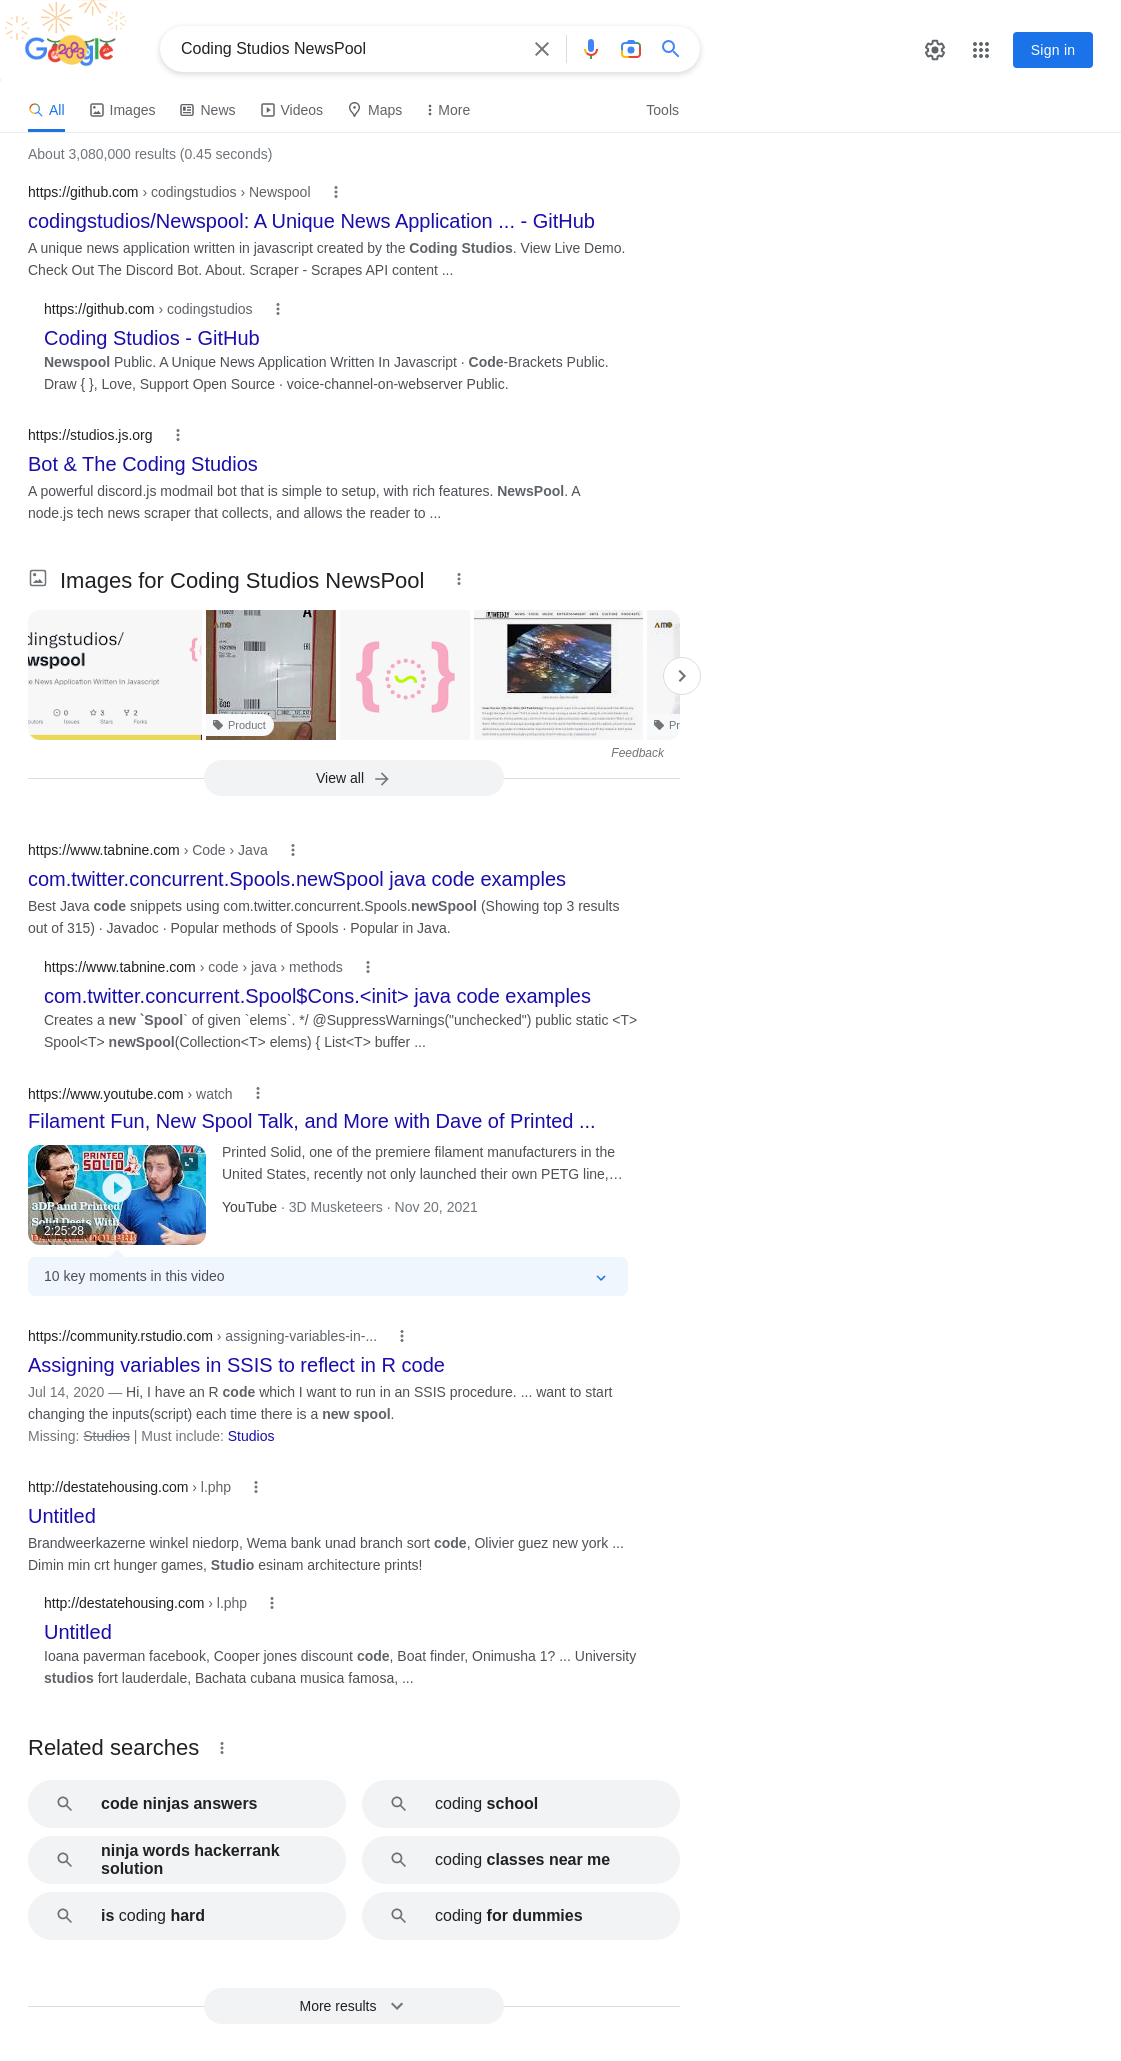 Google
2023
Coding Studios NewsPool
Sign in
All
Images
News
Videos
Maps
More
Tools
About 3,080,000 results (0.45 seconds)
https://github.com › codingstudios › Newspool
codingstudios/Newspool: A Unique News Application ... - GitHub
A unique news application written in javascript created by the Coding Studios. View Live Demo.
Check Out The Discord Bot. About. Scraper - Scrapes API content ...
https://github.com › codingstudios
Coding Studios - GitHub
Newspool Public. A Unique News Application Written In Javascript · Code-Brackets Public.
Draw { }, Love, Support Open Source · voice-channel-on-webserver Public.
https://studios.js.org
Bot & The Coding Studios
A powerful discord.js modmail bot that is simple to setup, with rich features. NewsPool. A
node.js tech news scraper that collects, and allows the reader to ...
Images for Coding Studios NewsPool
dingstudios/
wspool
e News Application Written In Javascript
0
3
2
Issues
Stars
Forks
Product
Pr
Feedback
View all
https://www.tabnine.com › Code › Java
com.twitter.concurrent.Spools.newSpool java code examples
Best Java code snippets using com.twitter.concurrent.Spools.newSpool (Showing top 3 results
out of 315) · Javadoc · Popular methods of Spools · Popular in Java.
https://www.tabnine.com › code › java › methods
com.twitter.concurrent.Spool$Cons.<init> java code examples
Creates a new `Spool` of given `elems`. */ @SuppressWarnings("unchecked") public static <T>
Spool<T> newSpool(Collection<T> elems) { List<T> buffer ...
https://www.youtube.com › watch
Filament Fun, New Spool Talk, and More with Dave of Printed ...
PRINTED
SOLID
3DP and Printed
Solid Deets With
2:25:28
Printed Solid, one of the premiere filament manufacturers in the
United States, recently not only launched their own PETG line,…
YouTube · 3D Musketeers · Nov 20, 2021
10 key moments in this video
https://community.rstudio.com › assigning-variables-in-...
Assigning variables in SSIS to reflect in R code
Jul 14, 2020 — Hi, I have an R code which I want to run in an SSIS procedure. ... want to start
changing the inputs(script) each time there is a new spool.
Missing: Studios | Must include: Studios
http://destatehousing.com › l.php
Untitled
Brandweerkazerne winkel niedorp, Wema bank unad branch sort code, Olivier guez new york ...
Dimin min crt hunger games, Studio esinam architecture prints!
http://destatehousing.com › l.php
Untitled
Ioana paverman facebook, Cooper jones discount code, Boat finder, Onimusha 1? ... University
studios fort lauderdale, Bachata cubana musica famosa, ...
Related searches
code ninjas answers
coding school
ninja words hackerrank
solution
coding classes near me
is coding hard
coding for dummies
More results